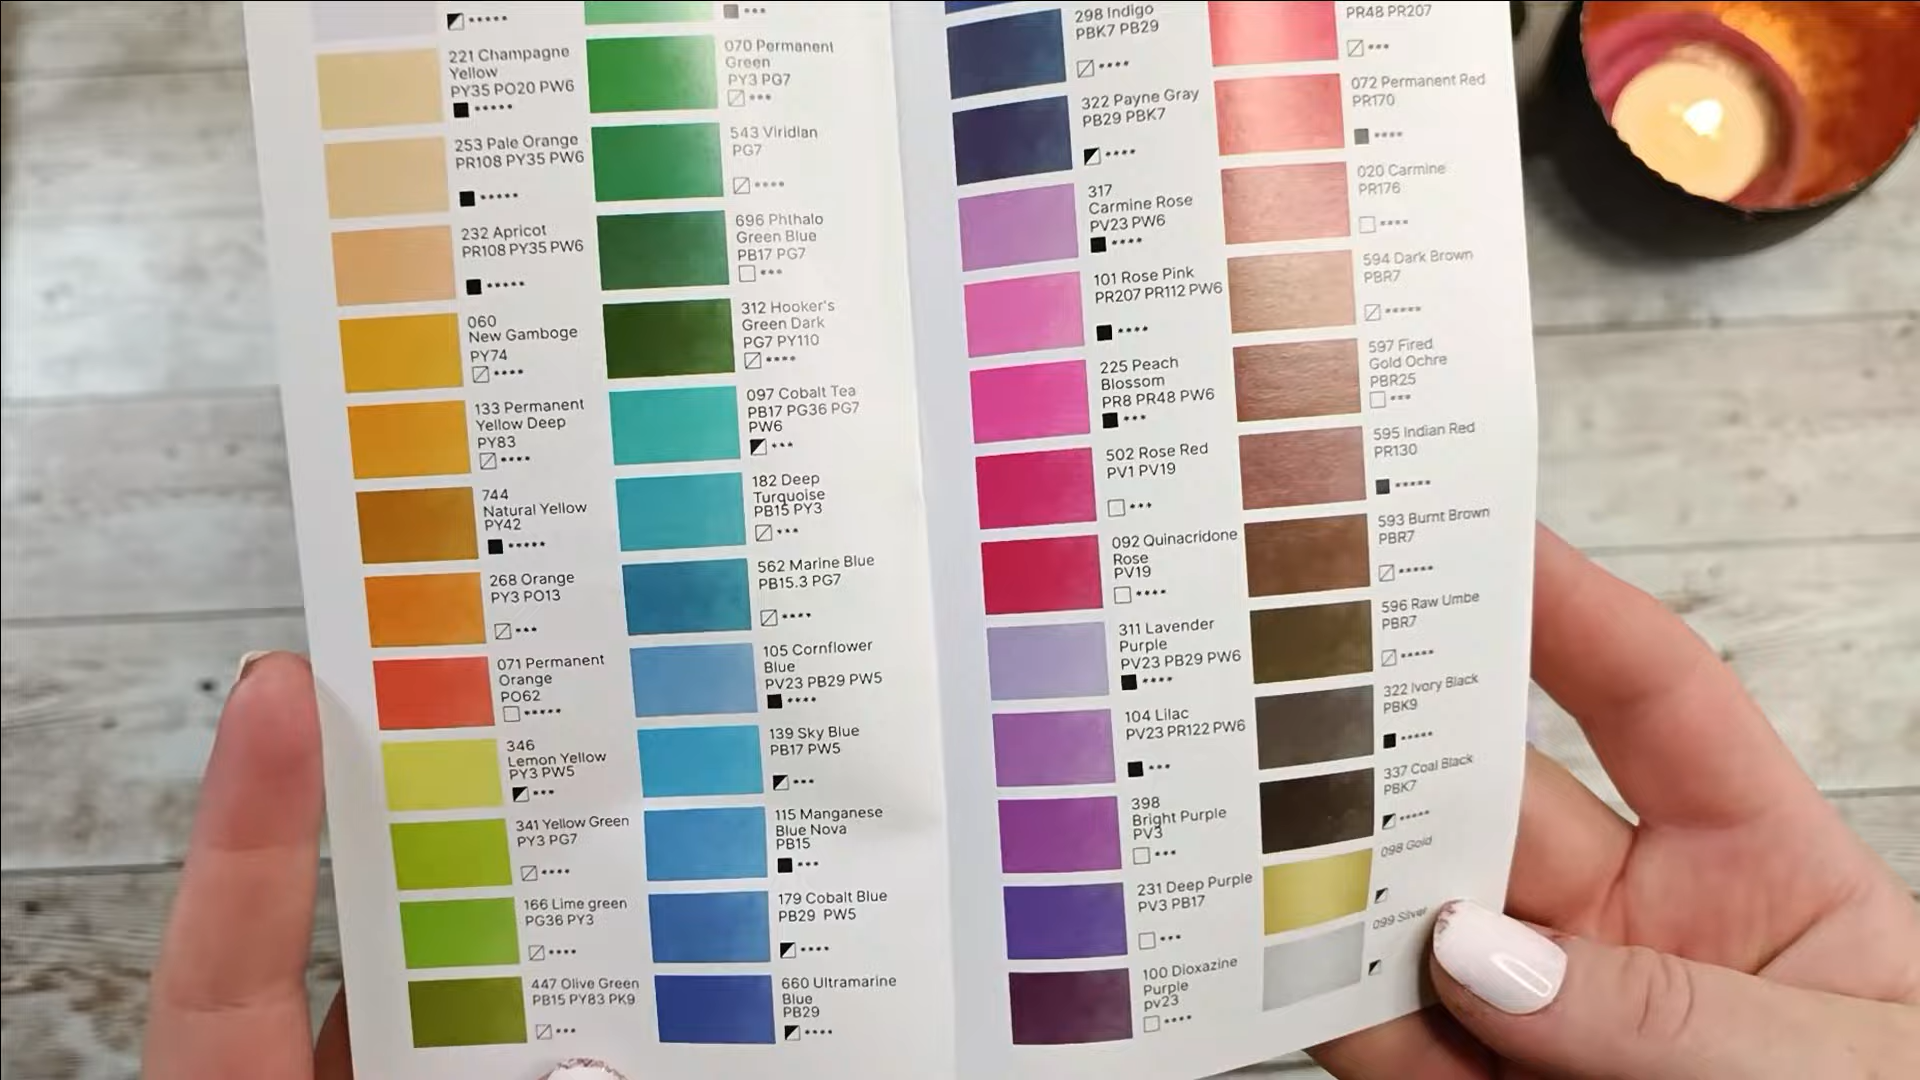 221 Champagne
Yellow
PY35 PO20 PW6
253 Pale Orange
PR108 PY35 PW6
232 Apricot
PR108 PY35 PW6
060
New Gamboge
PY74
133 Permanent
Yellow Deep
PY83
744
Natural Yellow
PY42
268 Orange
PY3 PO13
071 Permanent
Orange
PO62
346
Lemon Yellow
PY3 PW5
341 Yellow Green
PY3 PG7
166 Lime green
PG36 PY3
447 Olive Green
PB15 PY83 PK9
070 Permanent
Green
PY3 PG7
543 Viridian
PG7
696 Phthalo
Green Blue
PB17 PG7
312 Hooker's
Green Dark
PG7 PY110
097 Cobalt Tea
PB17 PG36 PG7
PW6
182 Deep
Turquoise
PB15 PY3
562 Marine Blue
PB15.3 PG7
105 Cornflower
Blue
PV23 PB29 PW5
139 Sky Blue
PB17 PW5
115 Manganese
Blue Nova
PB15
179 Cobalt Blue
PB29 PW5
660 Ultramarine
Blue
PB29
298 Indigo
PBK7 PB29
322 Payne Gray
PB29 PBK7
317
Carmine Rose
PV23 PW6
101 Rose Pink
PR207 PR112 PW6
225 Peach
Blossom
PR8 PR48 PW6
502 Rose Red
PV1 PV19
092 Quinacridone
Rose
PV19
311 Lavender
Purple
PV23 PB29 PW6
104 Lilac
PV23 PR122 PW6
398
Bright Purple
PV3
231 Deep Purple
PV3 PB17
100 Dioxazine
Purple
pv23
PR48 PR207
072 Permanent Red
PR170
020 Carmine
PR176
594 Dark Brown
PBR7
597 Fired
Gold Ochre
PBR25
595 Indian Red
PR130
593 Burnt Brown
PBR7
596 Raw Umbe
PBR7
322 Ivory Black
PBK9
337 Coal Black
PBK7
098 Gold
099 Silver